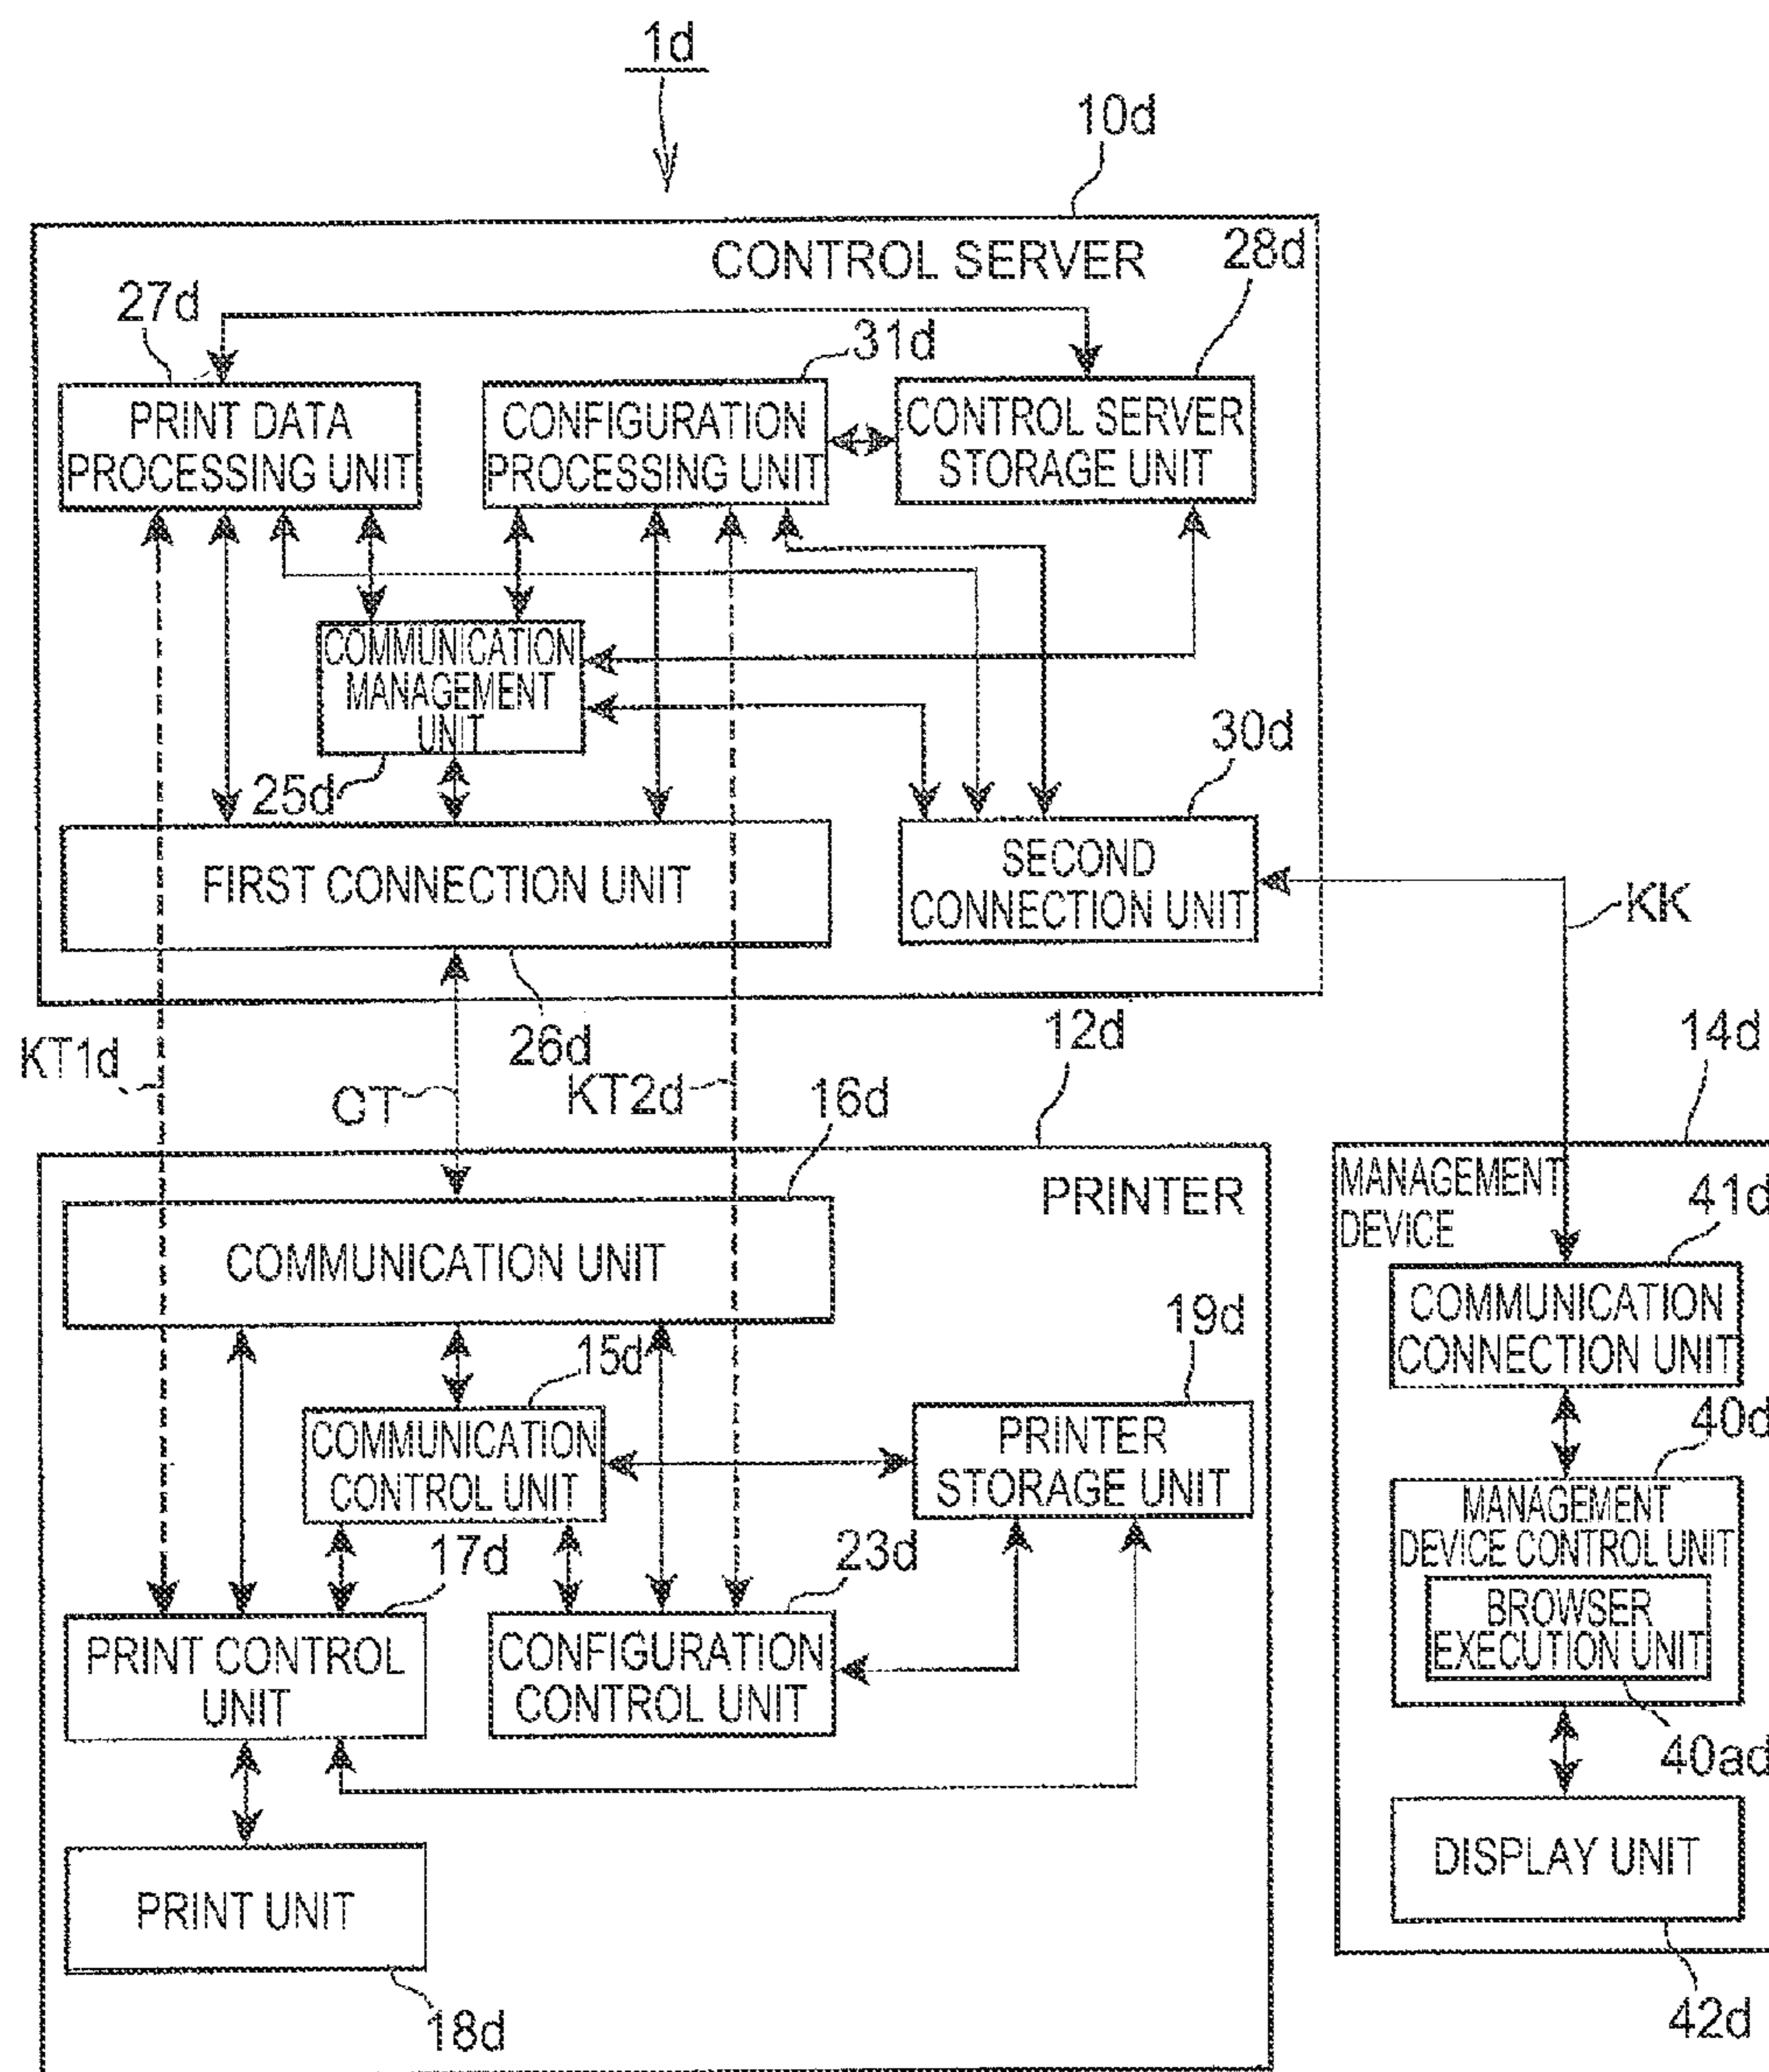 1d
10d
CONTROL SERVER
28d
27d
31d
PRINT DATA
PROCESSING UNIT
CONFIGURATION
PROCESSING UNIT
CONTROL SERVER
STORAGE UNIT
COMMUNICATION
MANAGEMENT
UNIT
25d
30d
FIRST CONNECTION UNIT
SECOND
CONNECTION UNIT
KK
26d
12d
14d
KT1d
CT
KT2d
16d
PRINTER
MANAGEMENT
DEVICE
41d
COMMUNICATION UNIT
COMMUNICATION
CONNECTION UNIT
19d
15d
COMMUNICATION
CONTROL UNIT
PRINTER
STORAGE UNIT
40d
MANAGEMENT
DEVICE CONTROL UNIT
17d
23d
BROWSER
EXECUTION UNIT
PRINT CONTROL
UNIT
CONFIGURATION
CONTROL UNIT
40ad
PRINT UNIT
DISPLAY UNIT
18d
42d